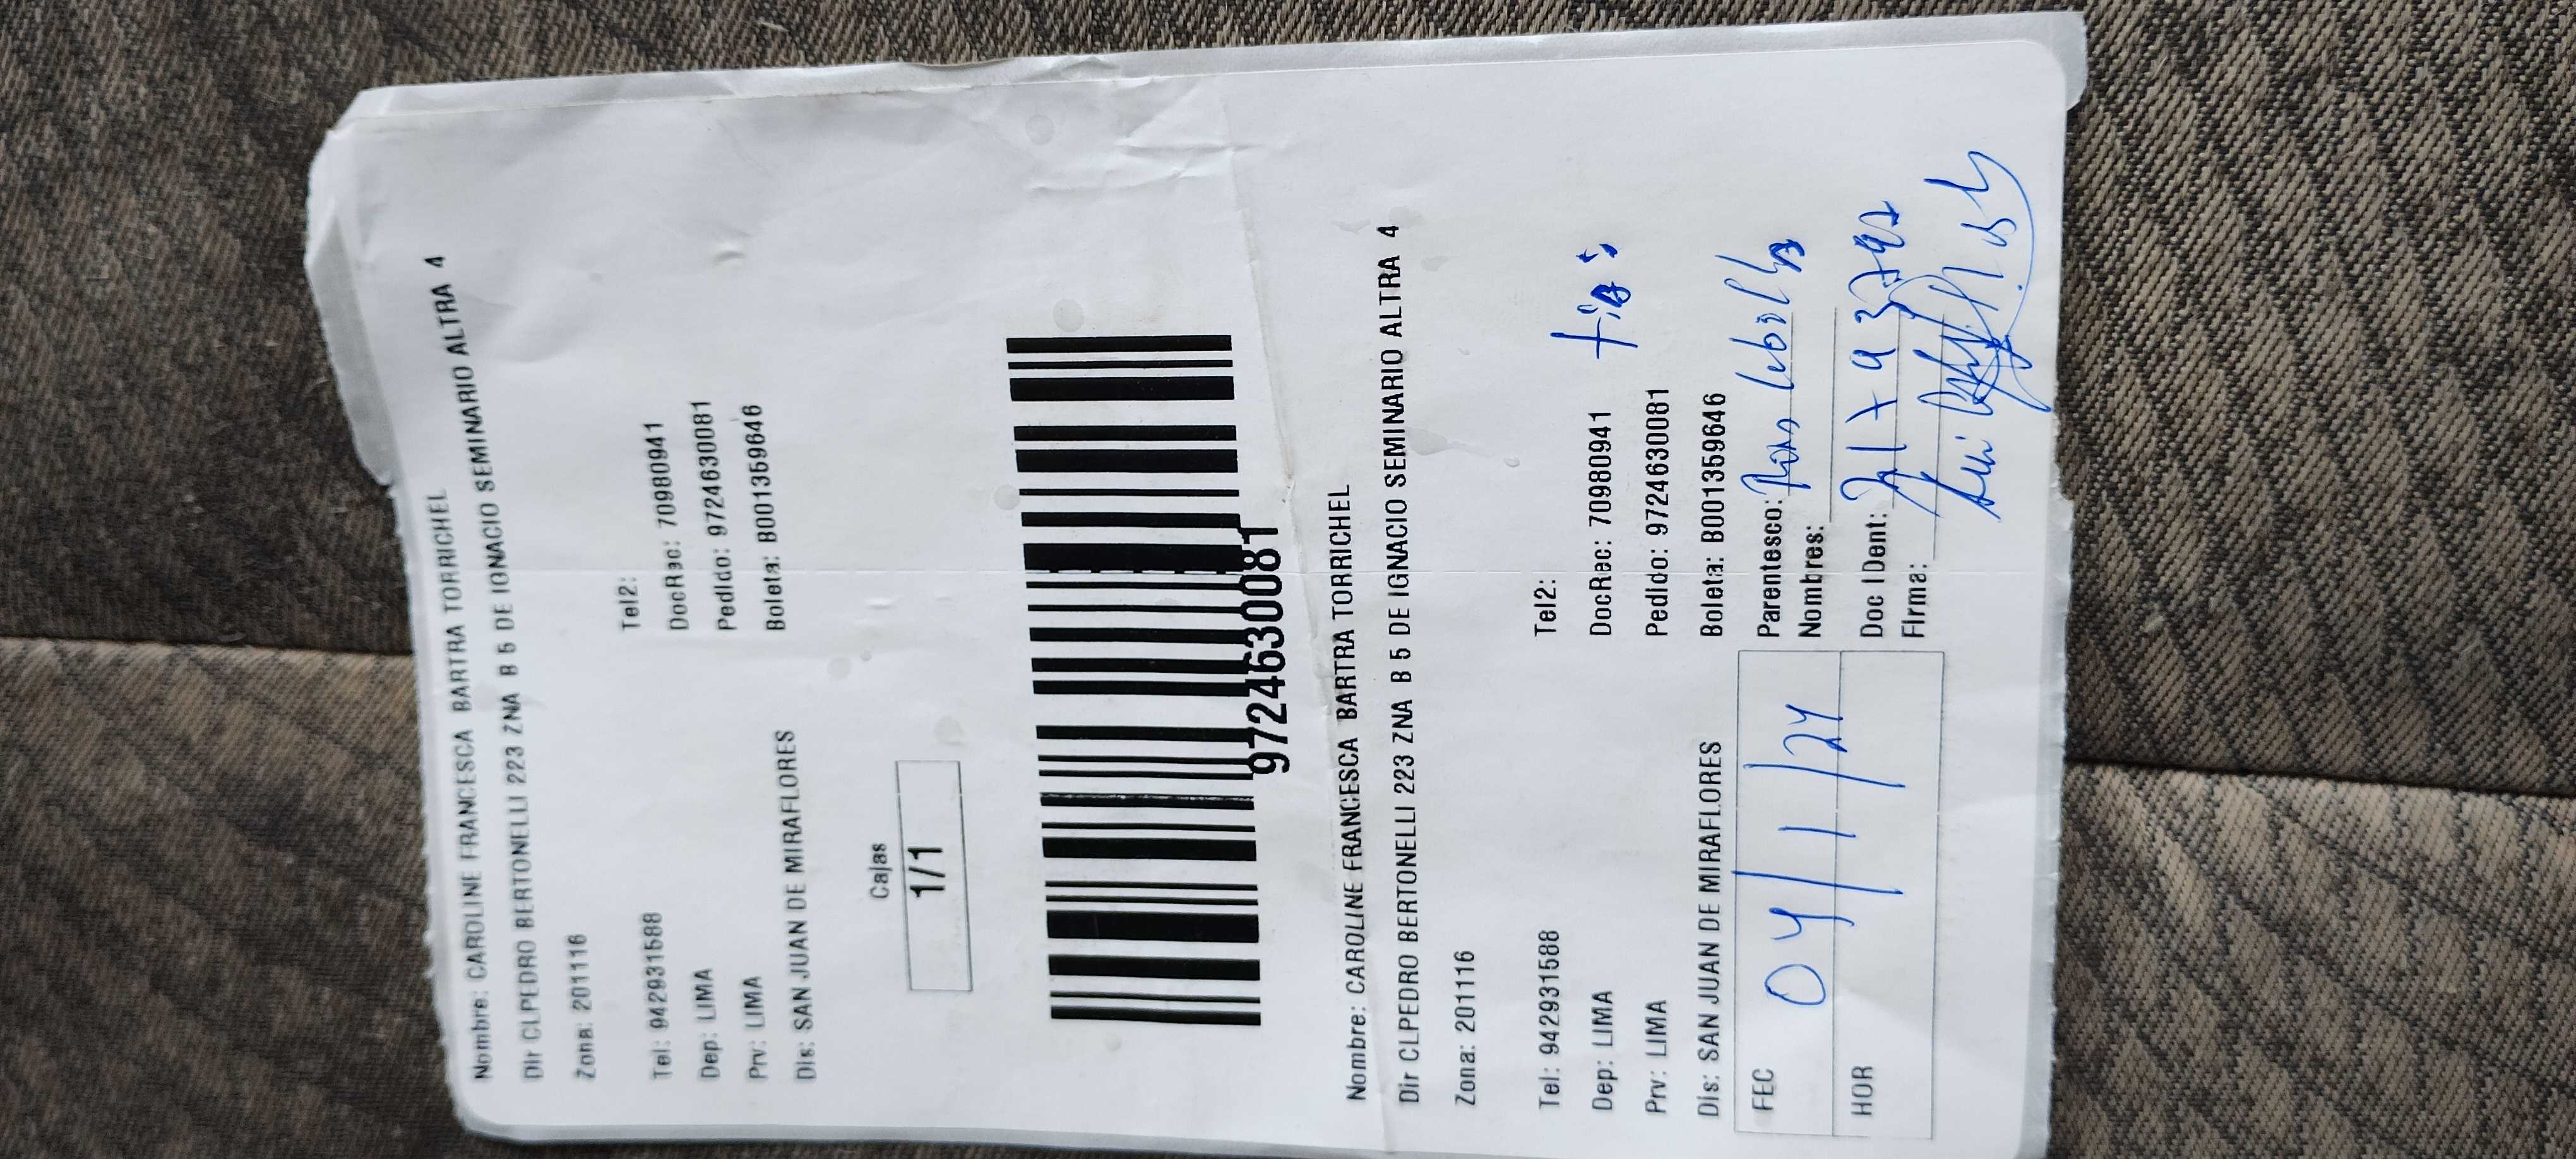 Nombre: CAROLINE FRANCESCA BARTRA TORRICHEL
Dir CLPEDRO BERTONELLI 223 ZNA B 5 DE IGNACIO SEMINARIO ALTRA 4
Zona: 201116
Tel: 942931588 Tel2:
Dep: LIMA DocRec: 70980941
Prv: LIMA Pedido: 97246630081
Dis: SAN JUAN DE MIRAFLORES Boleta: B001359646
Cajas
1/1
9724630081
Nombre: CAROLINE FRANCESCA BARTRA TORRICHEL
Dir CLPEDRO BERTONELLI 223 ZNA B 5 DE IGNACIO SEMINARIO ALTRA 4
Zona: 201116
Tel: 942931588 Tel2:
Dep: LIMA DocRec: 70980941
Prv: LIMA Pedido: 9724630081
Dis: SAN JUAN DE MIRAFLORES Boleta: B001359646
FEC 04/1/24 Parentesco:
Nombres:
HOR Doc IDent:
Firma: